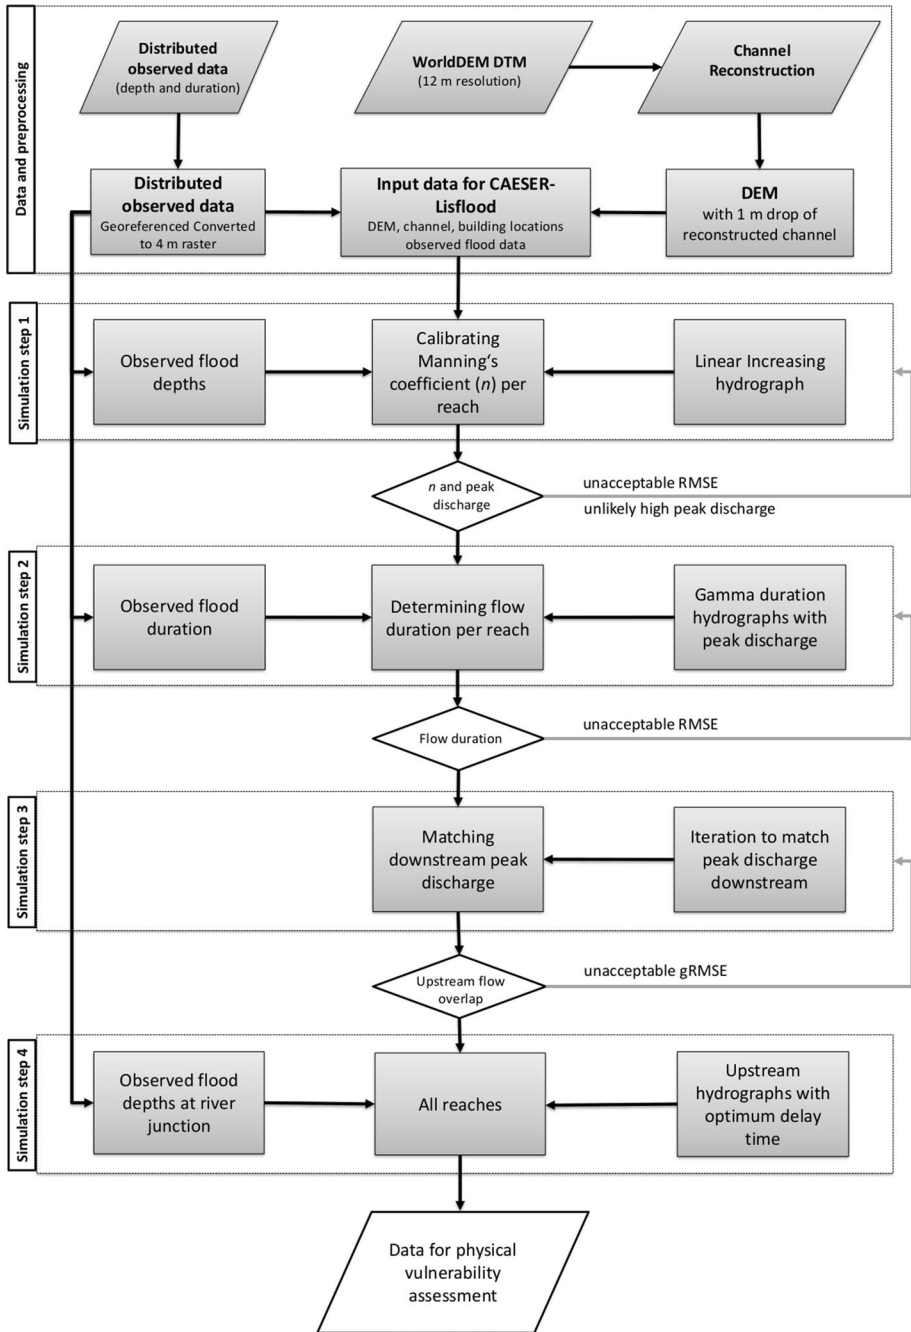 Data and preprocessing
Distributed
observed data
(depth and duration)
WorldDEM DTM
(12 m resolution)
Channel
Reconstruction
Distributed
observed data
Georeferenced Converted
to 4 m raster
Input data for CAESER-
Lisflood
DEM, channel, building locations
observed flood data
DEM
with 1 m drop of
reconstructed channel
Simulation step 1
Observed flood
depths
Calibrating
Manning‘s
coefficient (n) per
reach
Linear Increasing
hydrograph
n and peak
discharge
unacceptable RMSE
unlikely high peak discharge
Simulation step 2
Observed flood
duration
Determining flow
duration per reach
Gamma duration
hydrographs with
peak discharge
Flow duration
unacceptable RMSE
Simulation step 3
Matching
downstream peak
discharge
Iteration to match
peak discharge
downstream
Upstream flow
overlap
unacceptable gRMSE
Simulation step 4
Observed flood
depths at river
junction
All reaches
Upstream
hydrographs with
optimum delay
time
Data for physical
vulnerability
assessment